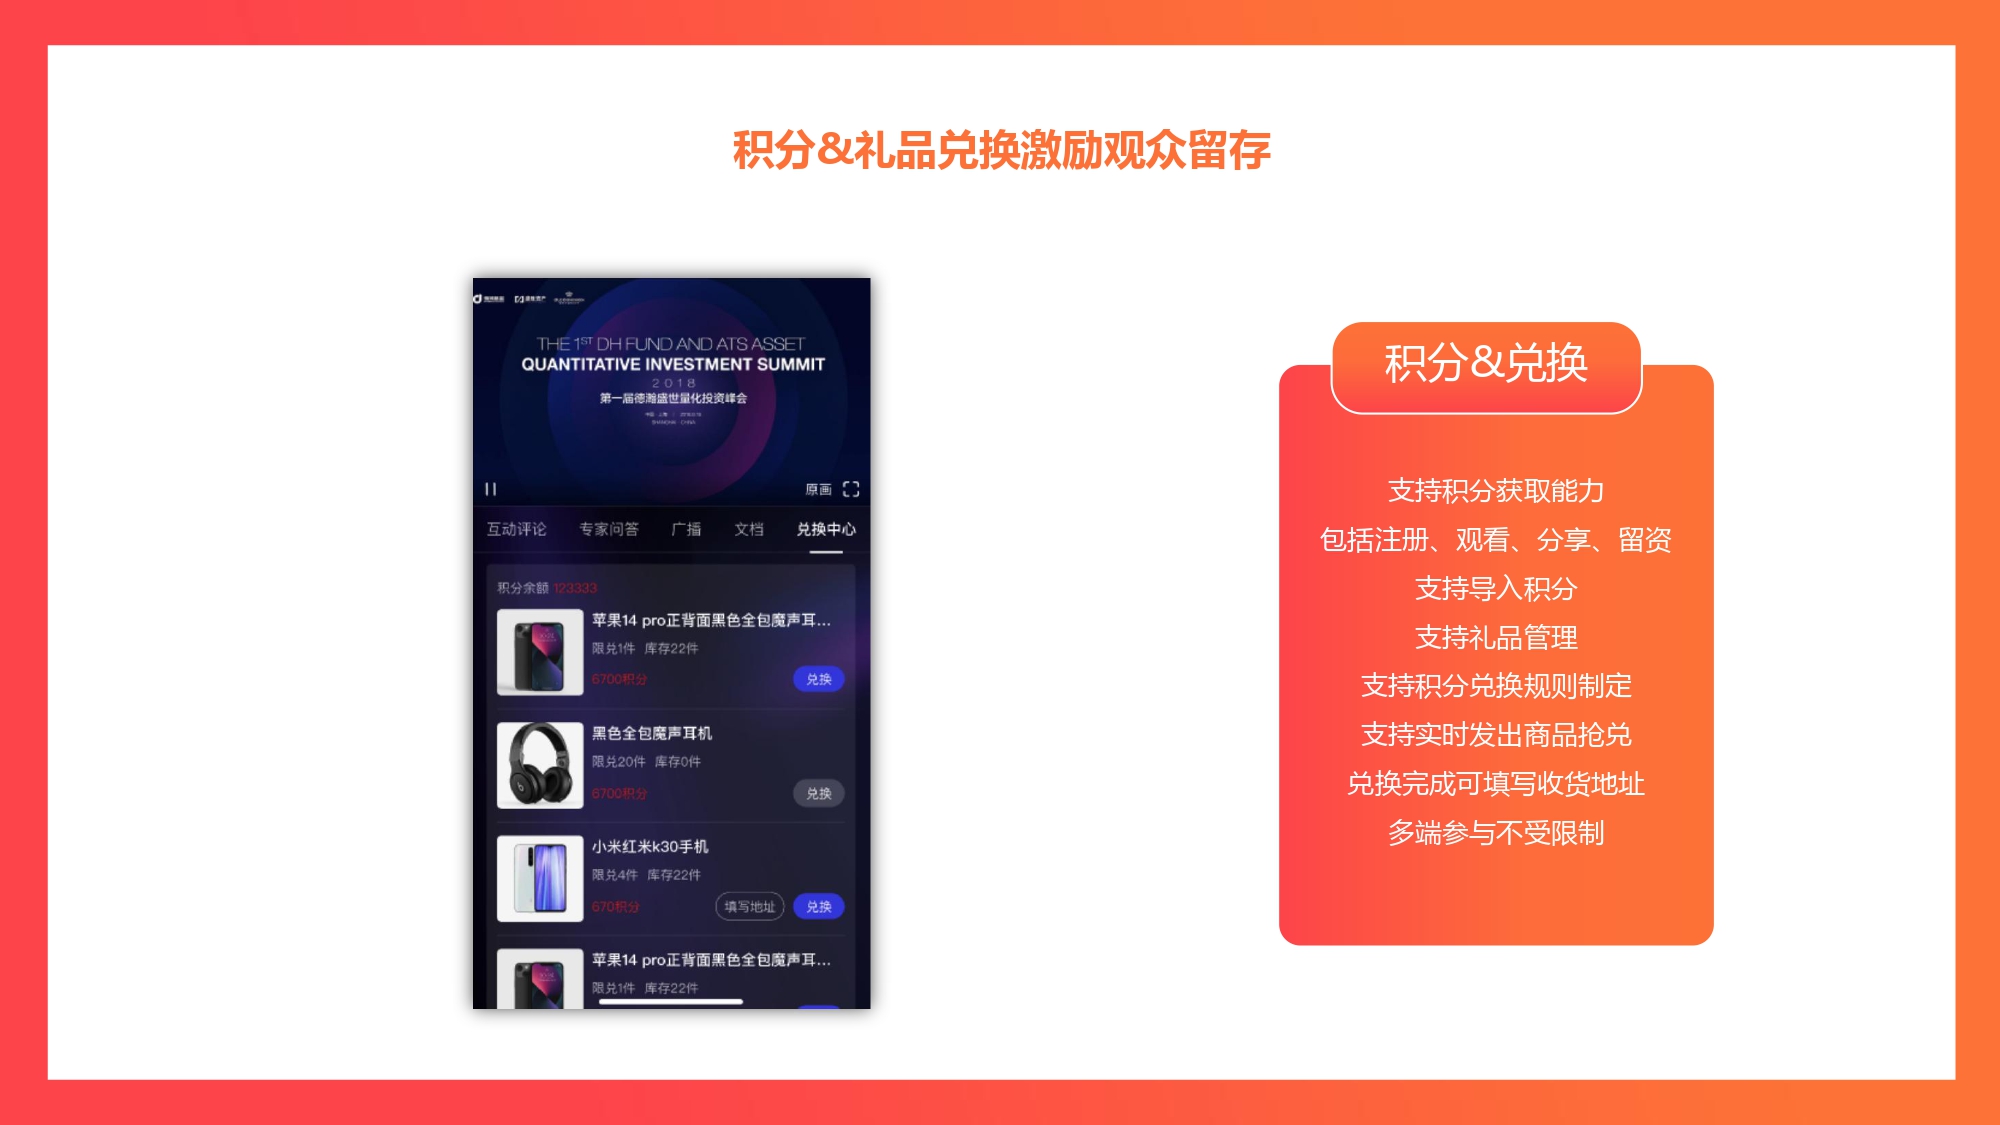 积分&礼品兑换激励观众留存
THE 1ST DH FUND AND ATS ASSET
QUANTITATIVE INVESTMENT SUMMIT
2018
第一届德瀚盛世量化投资峰会
SHANGHAI · CHINA
原画
互动评论 专家问答 广播 文档 兑换中心
积分余额 123333
苹果14 pro正背面黑色全包魔声耳...
限兑1件 库存22件
6700积分 兑换
黑色全包魔声耳机
限兑20件 库存0件
6700积分 兑换
小米红米k30手机
限兑4件 库存22件
670积分 填写地址 兑换
苹果14 pro正背面黑色全包魔声耳...
限兑1件 库存22件
积分&兑换
支持积分获取能力
包括注册、观看、分享、留资
支持导入积分
支持礼品管理
支持积分兑换规则制定
支持实时发出商品抢兑
兑换完成可填写收货地址
多端参与不受限制